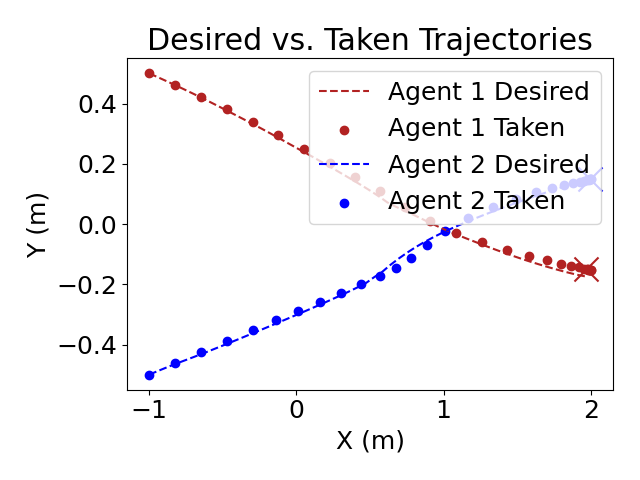 Desired vs. Taken Trajectories
Agent 1 Desired
Agent 1 Taken
Agent 2 Desired
Agent 2 Taken
Y (m)
0.4
0.2
0.0
−0.2
−0.4
−1
0
1
2
X (m)